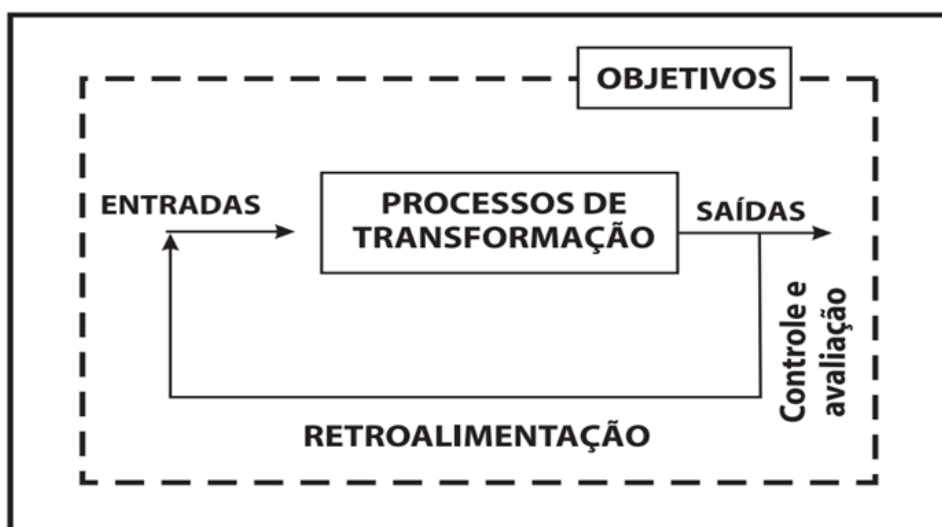 OBJETIVOS
ENTRADAS
PROCESSOS DE
TRANSFORMAÇÃO
SAÍDAS
Controle e
avaliação
RETROALIMENTAÇÃO